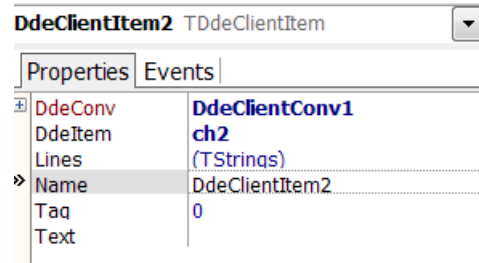 DdeClientItem2 TDdeClientItem
Properties Events
DdeConv DdeClientConv1
DdeItem ch2
Lines (TStrings)
Name DdeClientItem2
Tag 0
Text